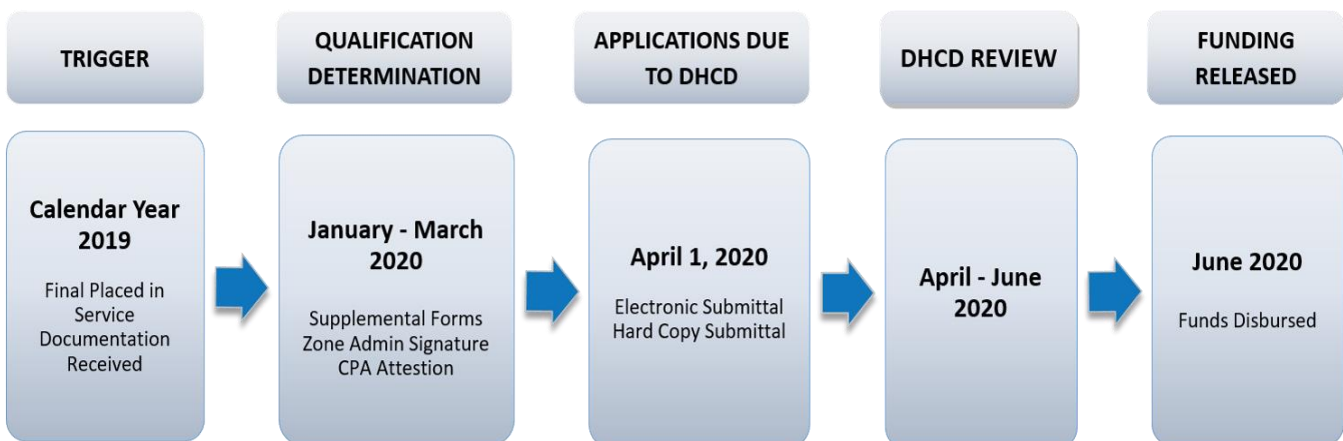 TRIGGER
QUALIFICATION
DETERMINATION
APPLICATIONS DUE
TO DHCD
DHCD REVIEW
FUNDING
RELEASED
Calendar Year
2019
Final Placed in
Service
Documentation
Received
January - March
2020
Supplemental Forms
Zone Admin Signature
CPA Attestion
April 1, 2020
Electronic Submittal
Hard Copy Submittal
April - June
2020
June 2020
Funds Disbursed